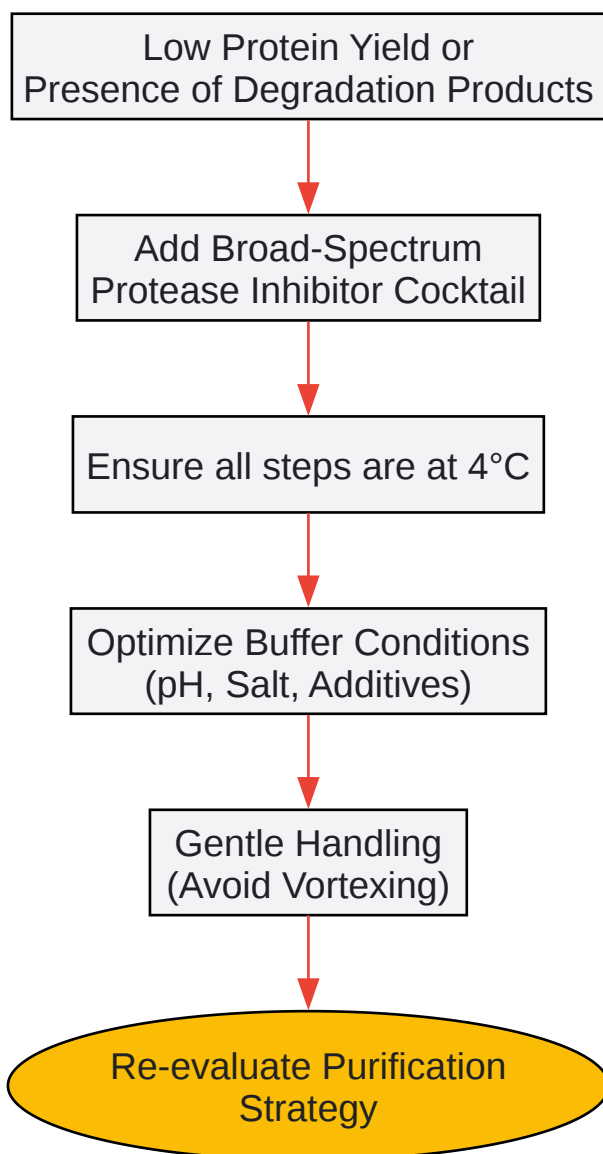 Low Protein Yield or
Presence of Degradation Products
Add Broad-Spectrum
Protease Inhibitor Cocktail
Ensure all steps are at 4°C
Optimize Buffer Conditions
(pH, Salt, Additives)
Gentle Handling
(Avoid Vortexing)
Re-evaluate Purification
Strategy